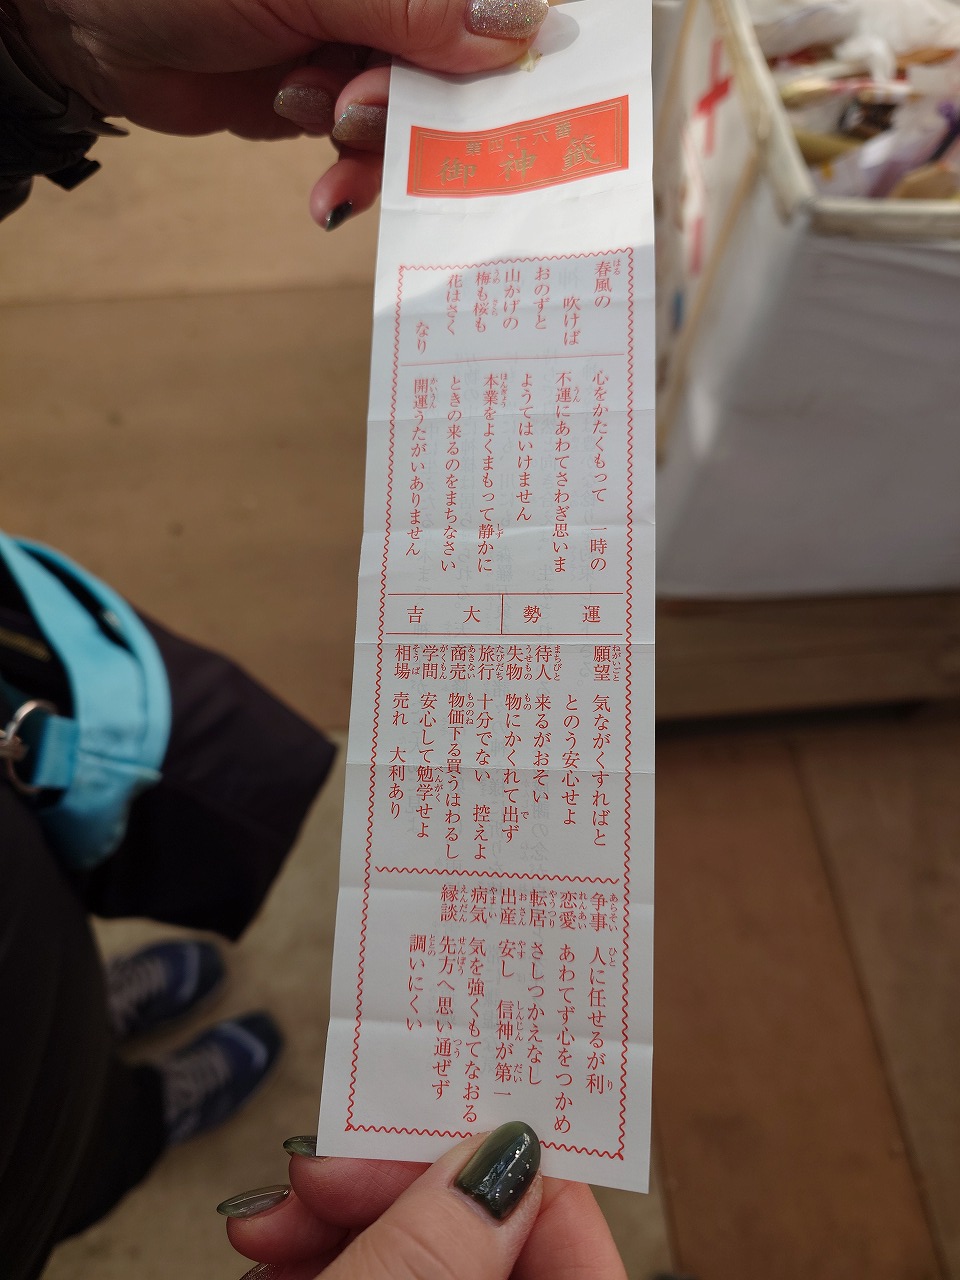 第四十六番
御神籤
春風の
吹けば
おのずと
山かげの
梅も桜も
花はさく
なり
心をかたくもって 一時の
不運にあわてさわぎ思いま
ようてはいけません
本業をよくまもって静かに
ときの来るのをまちなさい
開運うたがいありません
運勢 大吉
願望 気ながくすればと
とのう安心せよ
待人 来るがおそい
失物 物にかくれて出ず
旅行 十分でない 控えよ
商売 物価下る買うはわるし
学問 安心して勉学せよ
相場 売れ 大利あり
争事 人に任せるが利
恋愛 あわてず心をつかめ
転居 さしつかえなし
出産 安し 信神が第一
病気 気を強くもてなおる
縁談 先方へ思い通ぜず
調いにくい